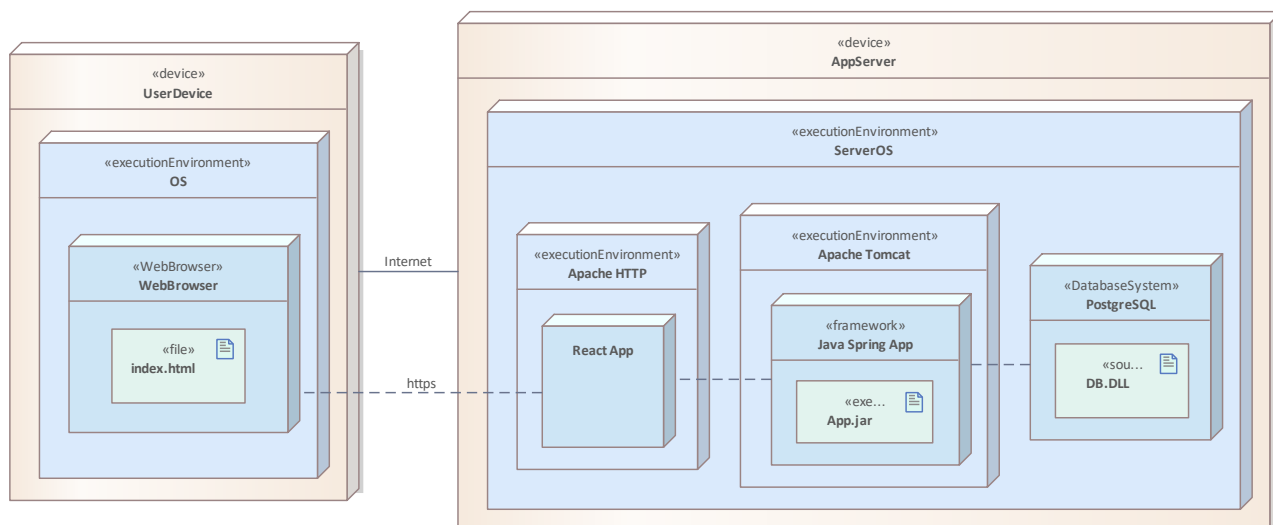 «device»
UserDevice
«executionEnvironment»
OS
«WebBrowser»
WebBrowser
«file»
index.html
Internet
https
«device»
AppServer
«executionEnvironment»
ServerOS
«executionEnvironment»
Apache HTTP
React App
«executionEnvironment»
Apache Tomcat
«framework»
Java Spring App
«exe...
App.jar
«DatabaseSystem»
PostgreSQL
«sou...
DB.DLL